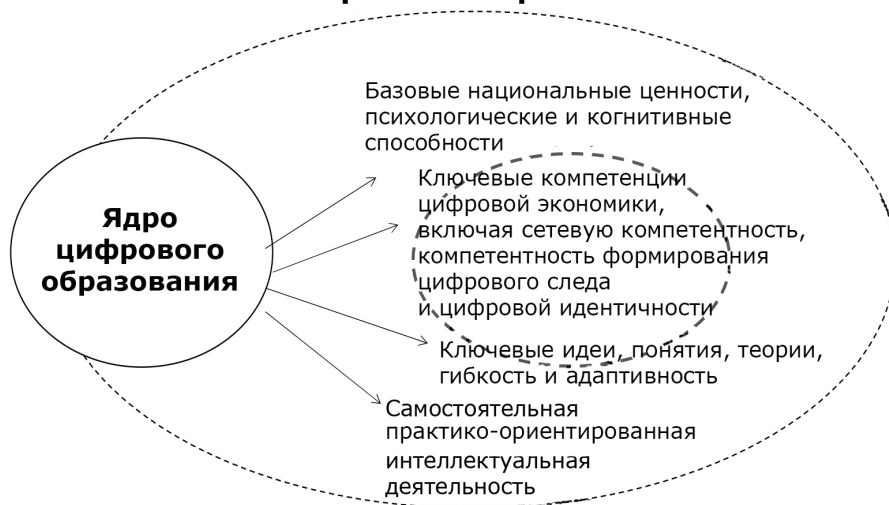 Базовые национальные ценности,
психологические и когнитивные
способности
Ключевые компетенции
цифровой экономики,
включая сетевую компетентность,
компетентность формирования
цифрового следа
и цифровой идентичности
Ядро
цифрового
образования
Ключевые идеи, понятия, теории,
гибкость и адаптивность
Самостоятельная
практико-ориентированная
интеллектуальная
деятельность